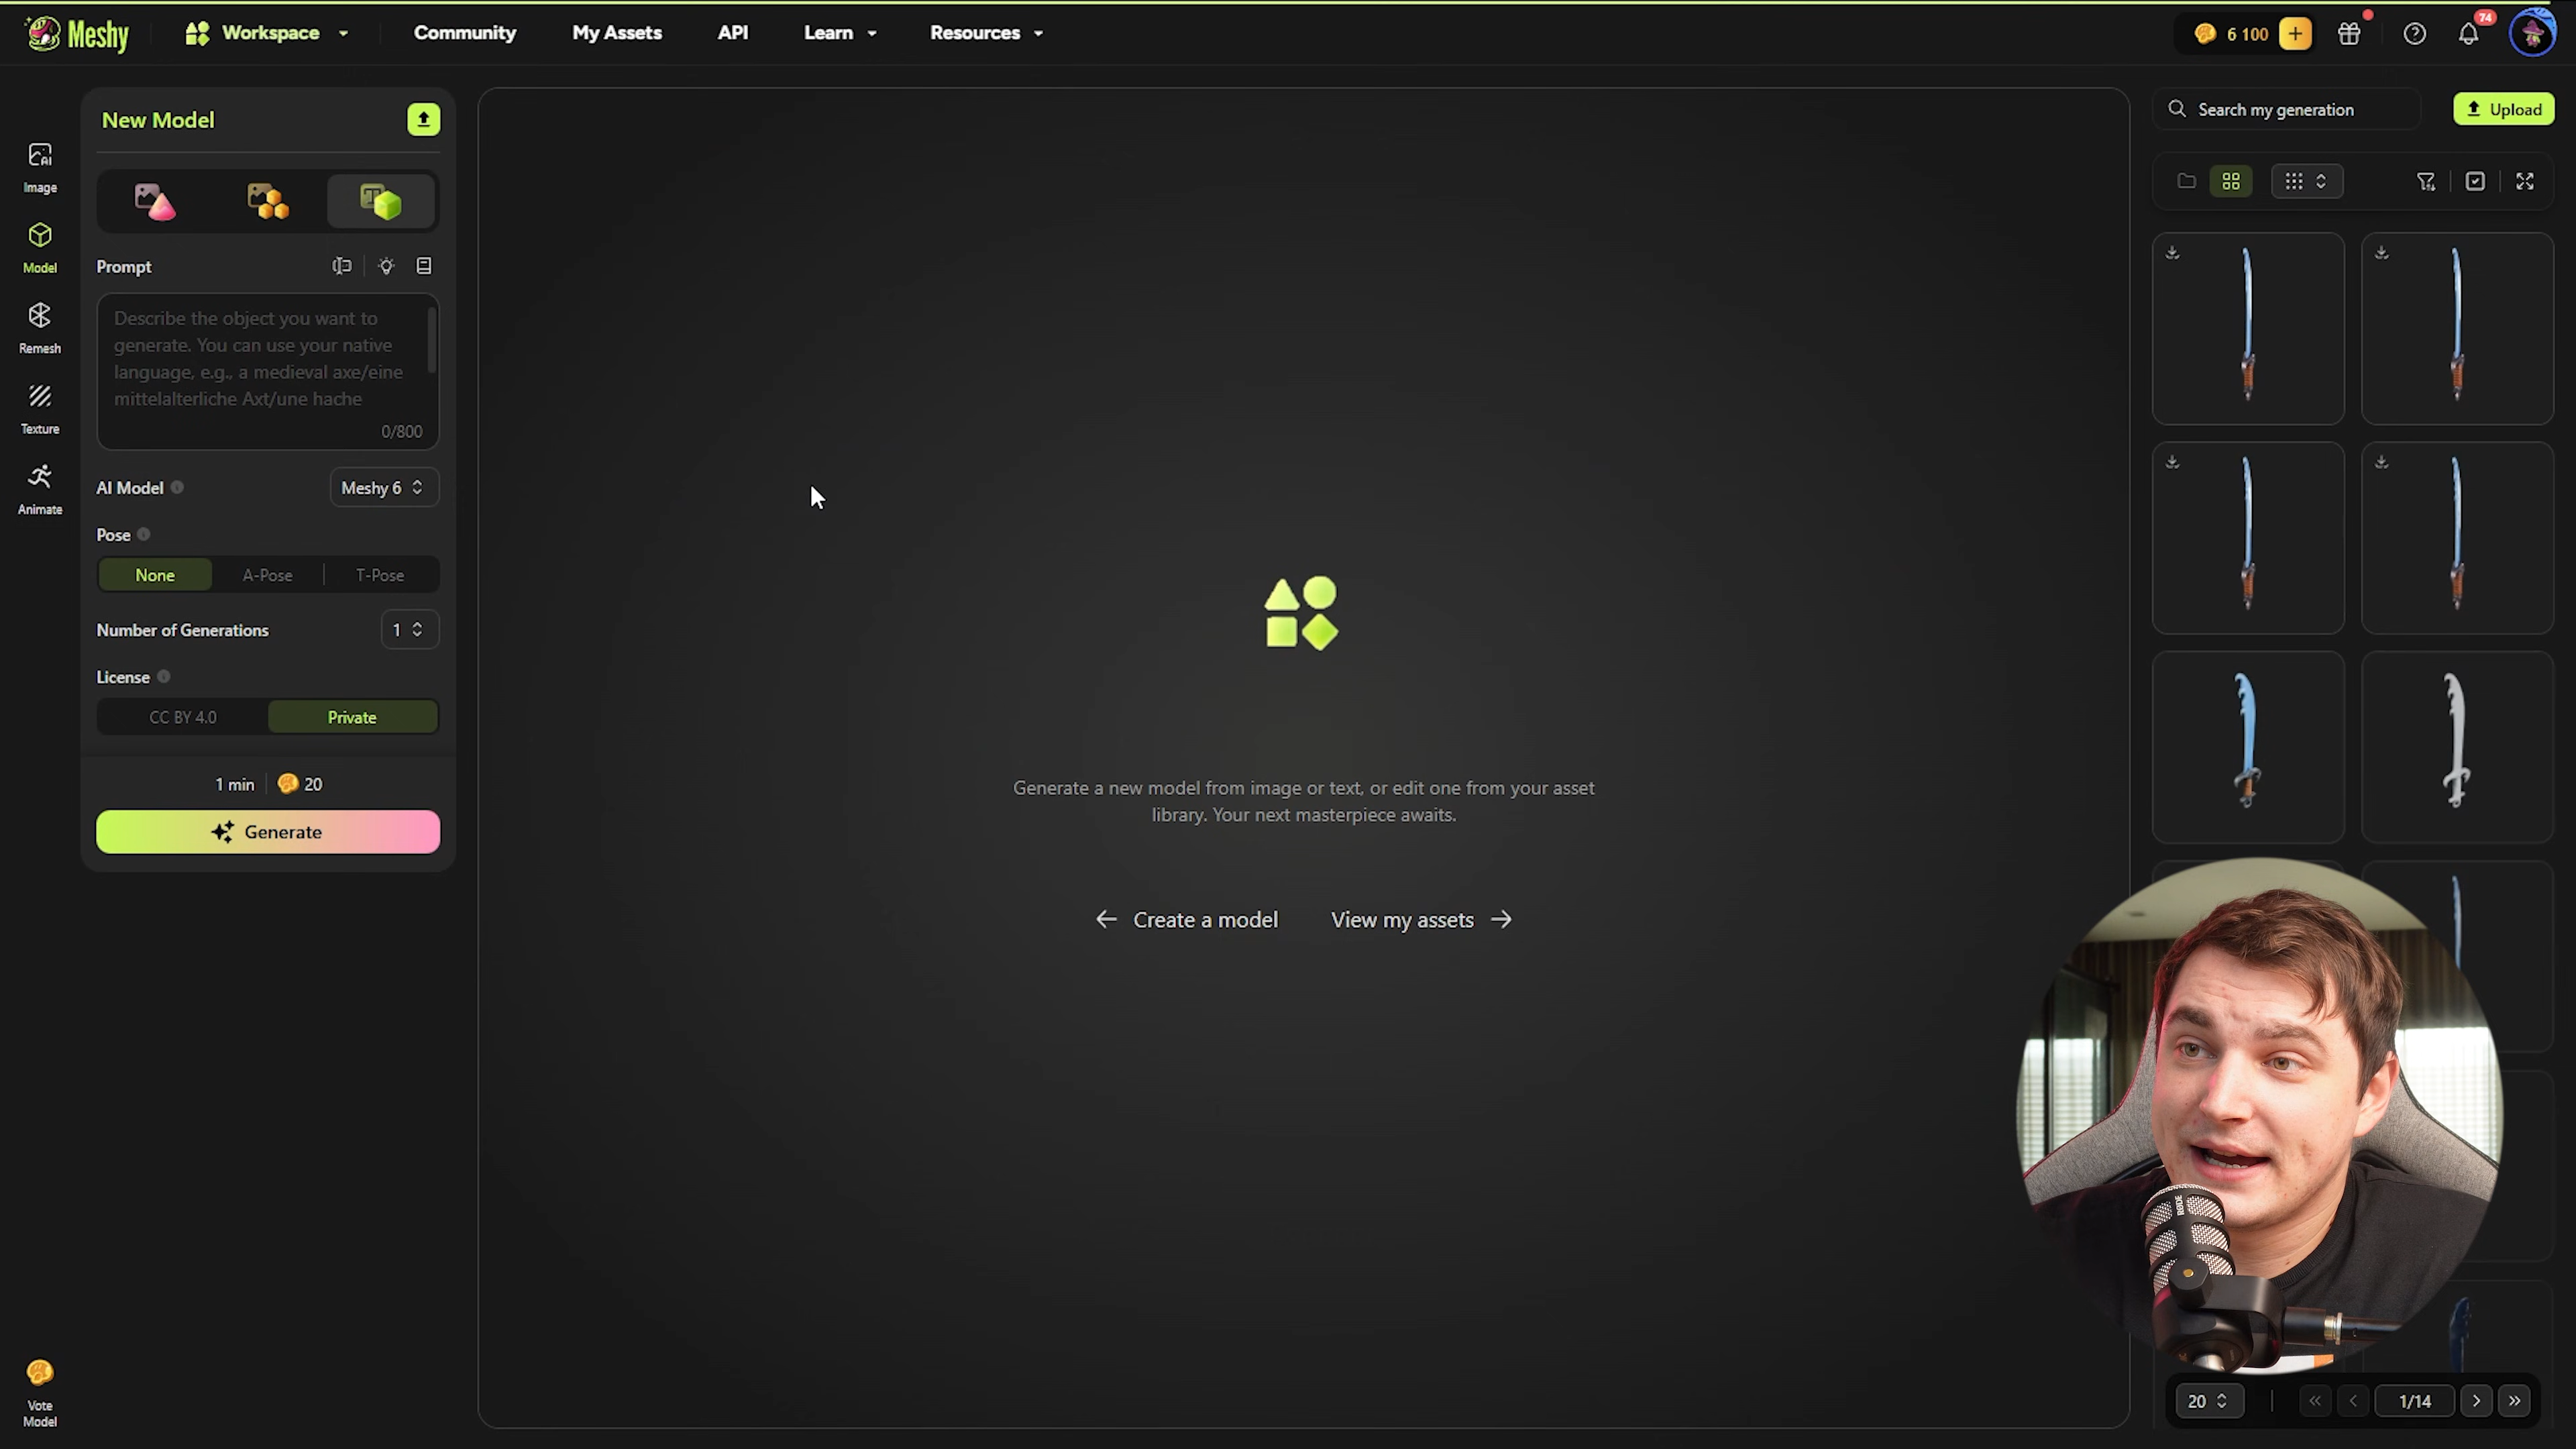 Meshy
Workspace
Community
My Assets
API
Learn
Resources
6 100
74
New Model
Search my generation
Upload
Image
Model
Remesh
Texture
Animate
Prompt
Describe the object you want to
generate. You can use your native
language, e.g., a medieval axe/eine
mittelalterliche Axt/une hache
0/800
AI Model
Meshy 6
Pose
None
A-Pose
T-Pose
Number of Generations
1
License
CC BY 4.0
Private
1 min
20
Generate
Generate a new model from image or text, or edit one from your asset
library. Your next masterpiece awaits.
Create a model
View my assets
RØDE
Vote
Model
20
1/14